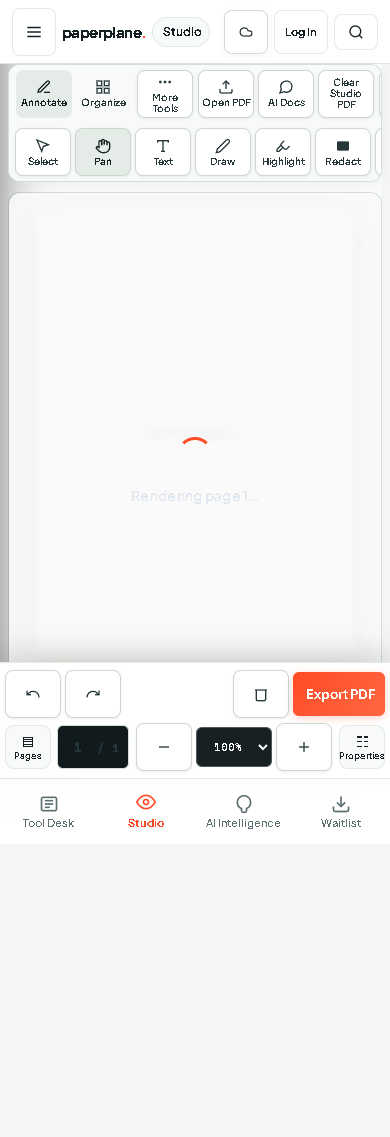 paperplane. Studio Log In
Annotate Organize More Tools Open PDF AI Docs Clear Studio PDF
Select Pan Text Draw Highlight Redact
Rendering page 1...
Export PDF
Pages 1 / 1 100% Properties
Tool Desk Studio AI Intelligence Waitlist